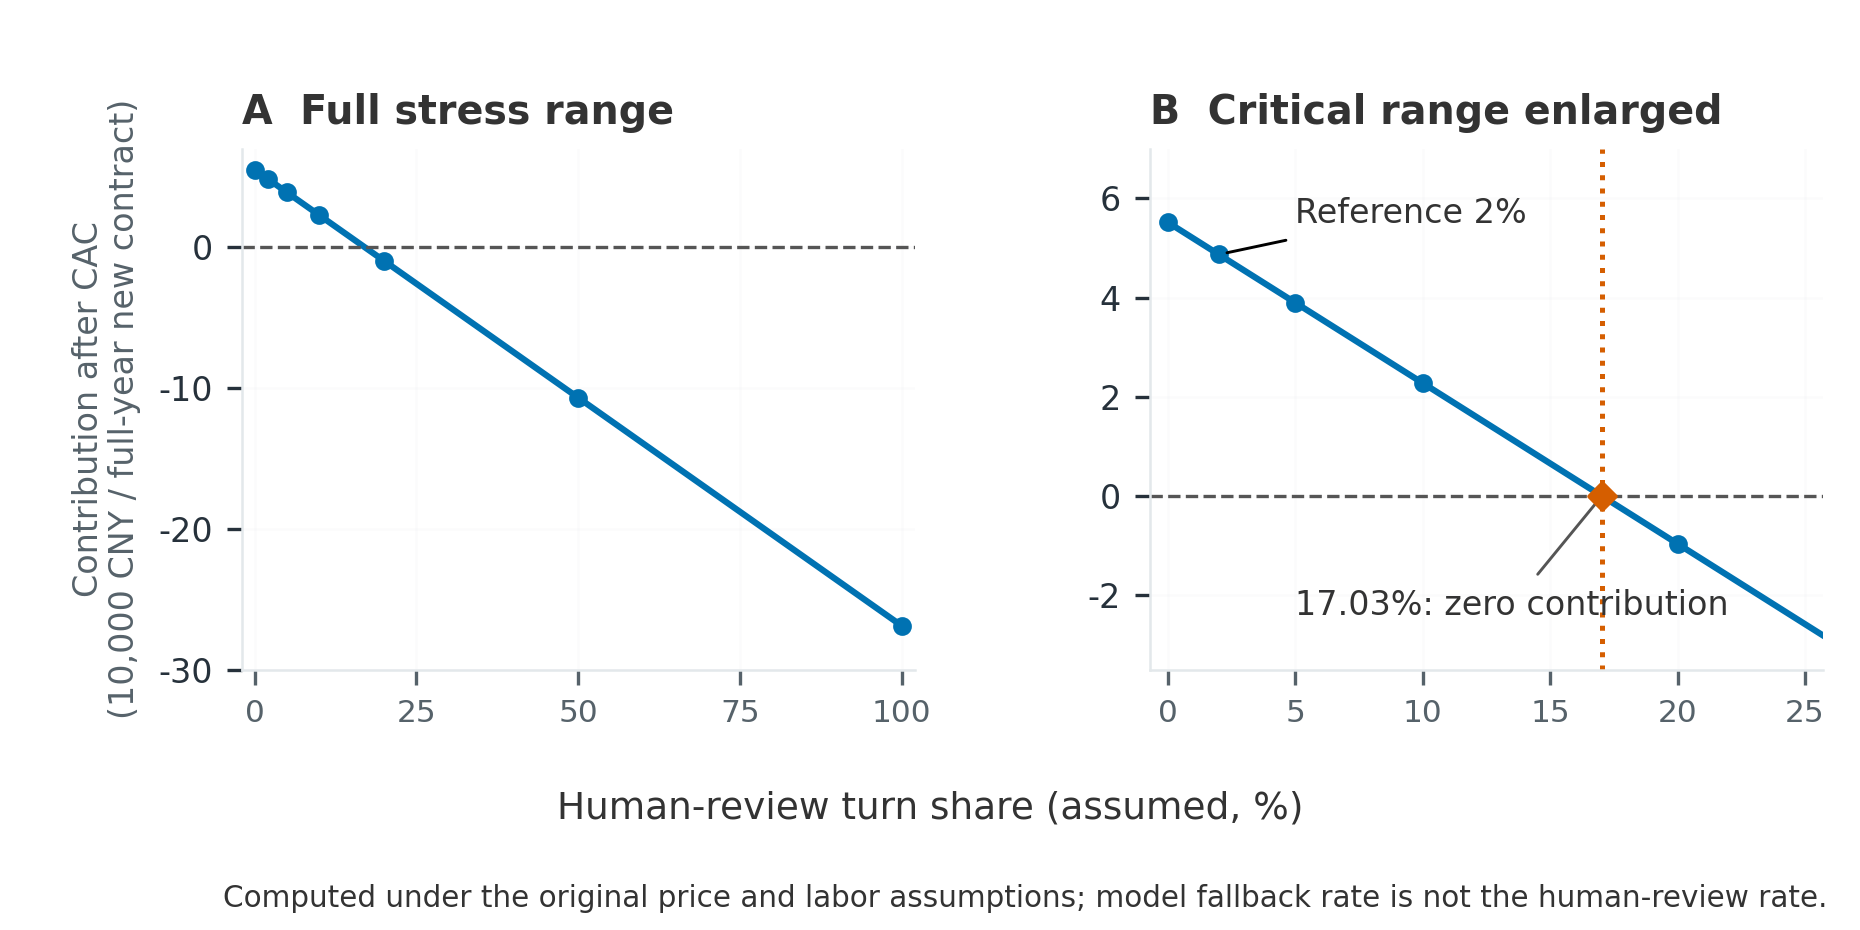 A  Full stress range
Contribution after CAC
(10,000 CNY / full-year new contract)
0
-10
-20
-30
0
25
50
75
100
B  Critical range enlarged
6
4
2
0
-2
Reference 2%
17.03%: zero contribution
0
5
10
15
20
25
Human-review turn share (assumed, %)
Computed under the original price and labor assumptions; model fallback rate is not the human-review rate.